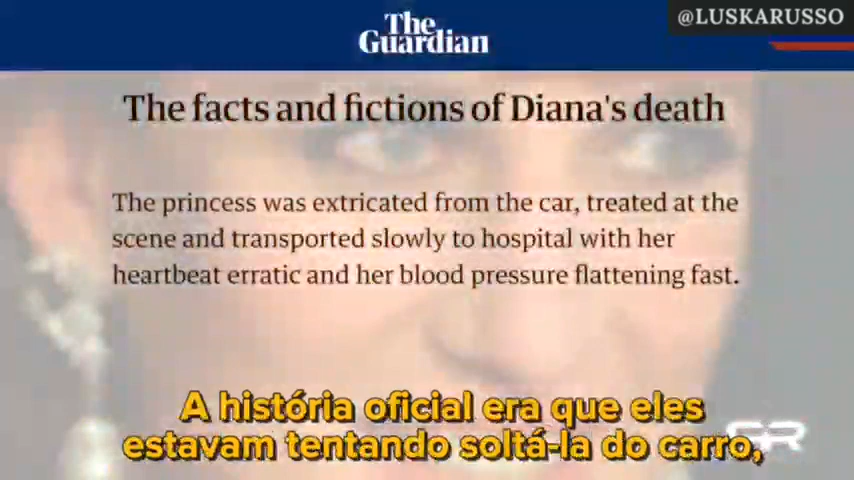 @LUSKARUSSO
The
Guardian
The facts and fictions of Diana's death
The princess was extricated from the car, treated at the
scene and transported slowly to hospital with her
heartbeat erratic and her blood pressure flattening fast.
A história oficial era que eles
estavam tentando soltá-la do carro,